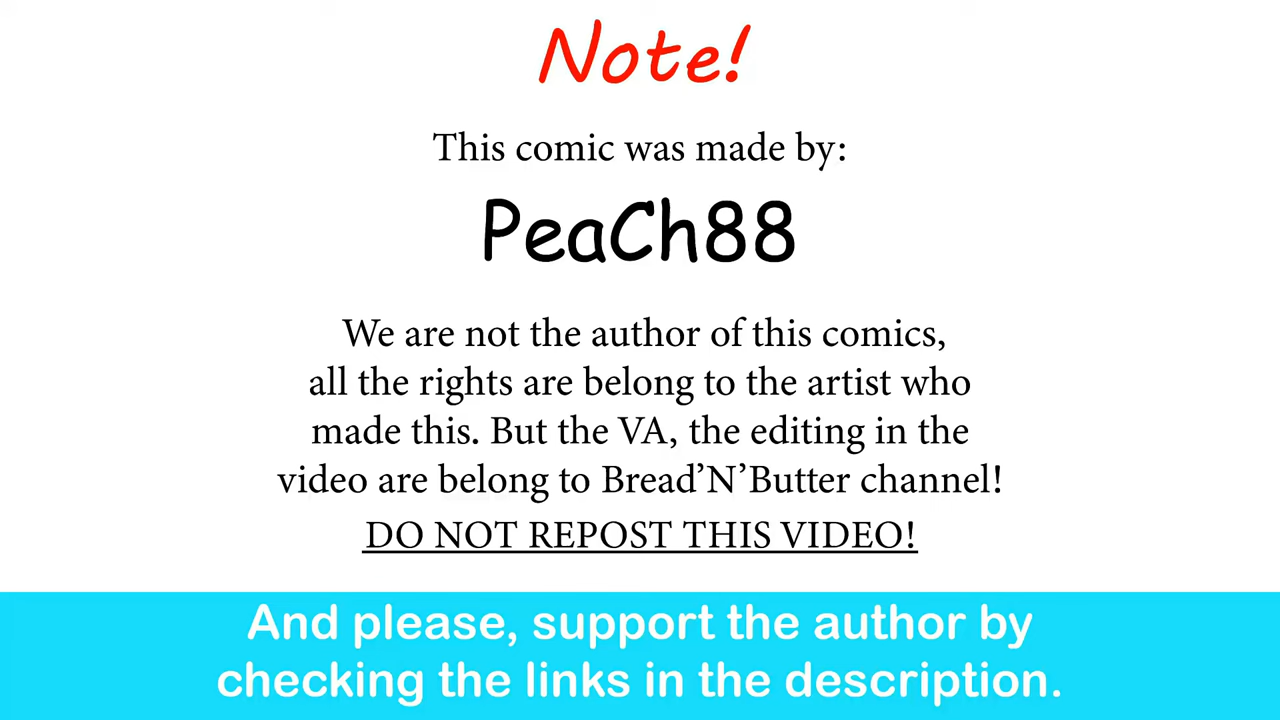 Note!
This comic was made by:
PeaCh88
We are not the author of this comics,
all the rights are belong to the artist who
made this. But the VA, the editing in the
video are belong to Bread’N’Butter channel!
DO NOT REPOST THIS VIDEO!
And please, support the author by
checking the links in the description.